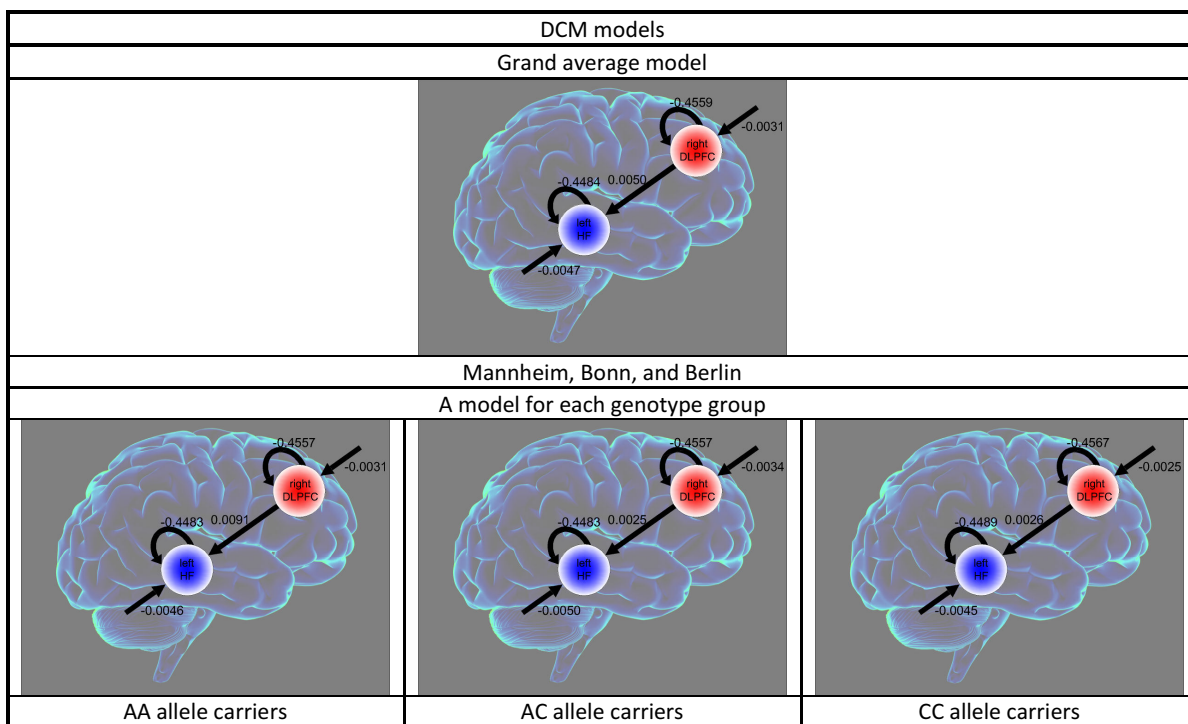 DCM models
Grand average model
-0.4559
-0.0031
right
DLPFC
-0.4484 0.0050
left
HF
-0.0047
Mannheim, Bonn, and Berlin
A model for each genotype group
-0.4557
-0.0031
right
DLPFC
-0.4483 0.0091
left
HF
-0.0046
-0.4557
-0.0034
right
DLPFC
-0.4483 0.0025
left
HF
-0.0050
-0.4567
-0.0025
right
DLPFC
-0.4489 0.0026
left
HF
-0.0045
AA allele carriers
AC allele carriers
CC allele carriers